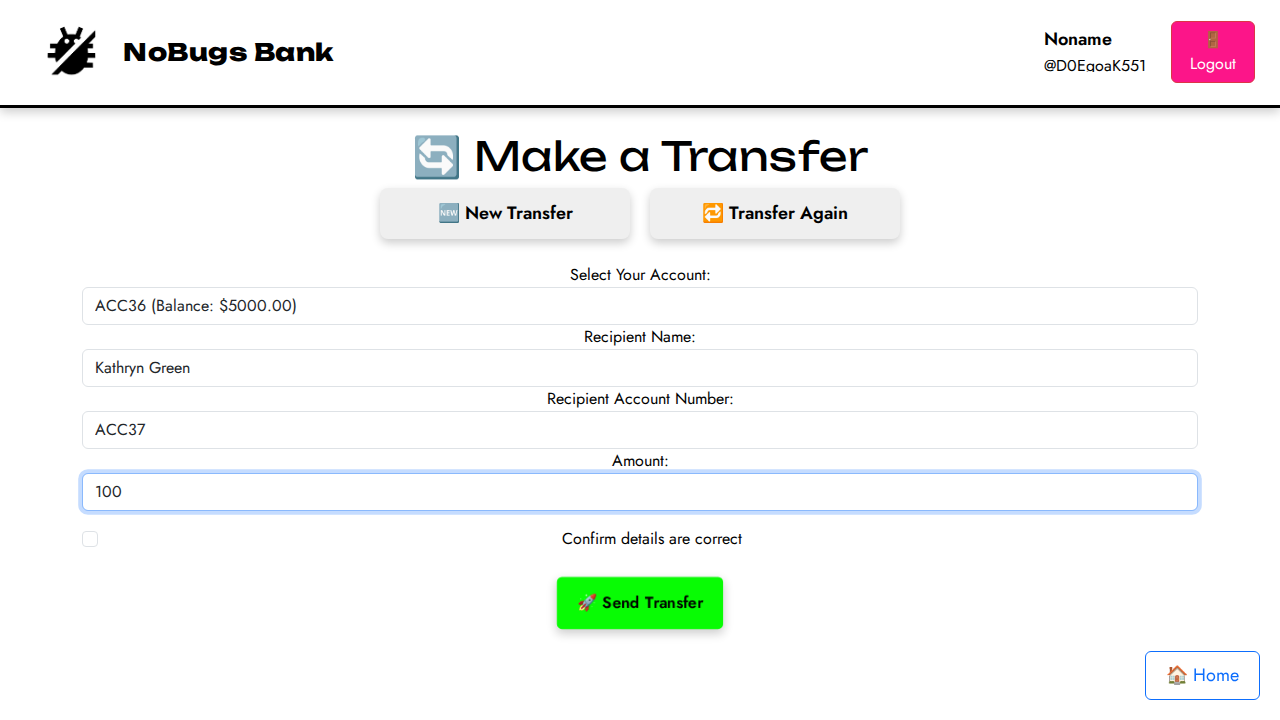 NoBugs Bank
Noname
@D0EgoaK551
Logout
Make a Transfer
New Transfer
Transfer Again
Select Your Account:
ACC36 (Balance: $5000.00)
Recipient Name:
Kathryn Green
Recipient Account Number:
ACC37
Amount:
100
Confirm details are correct
Send Transfer
Home